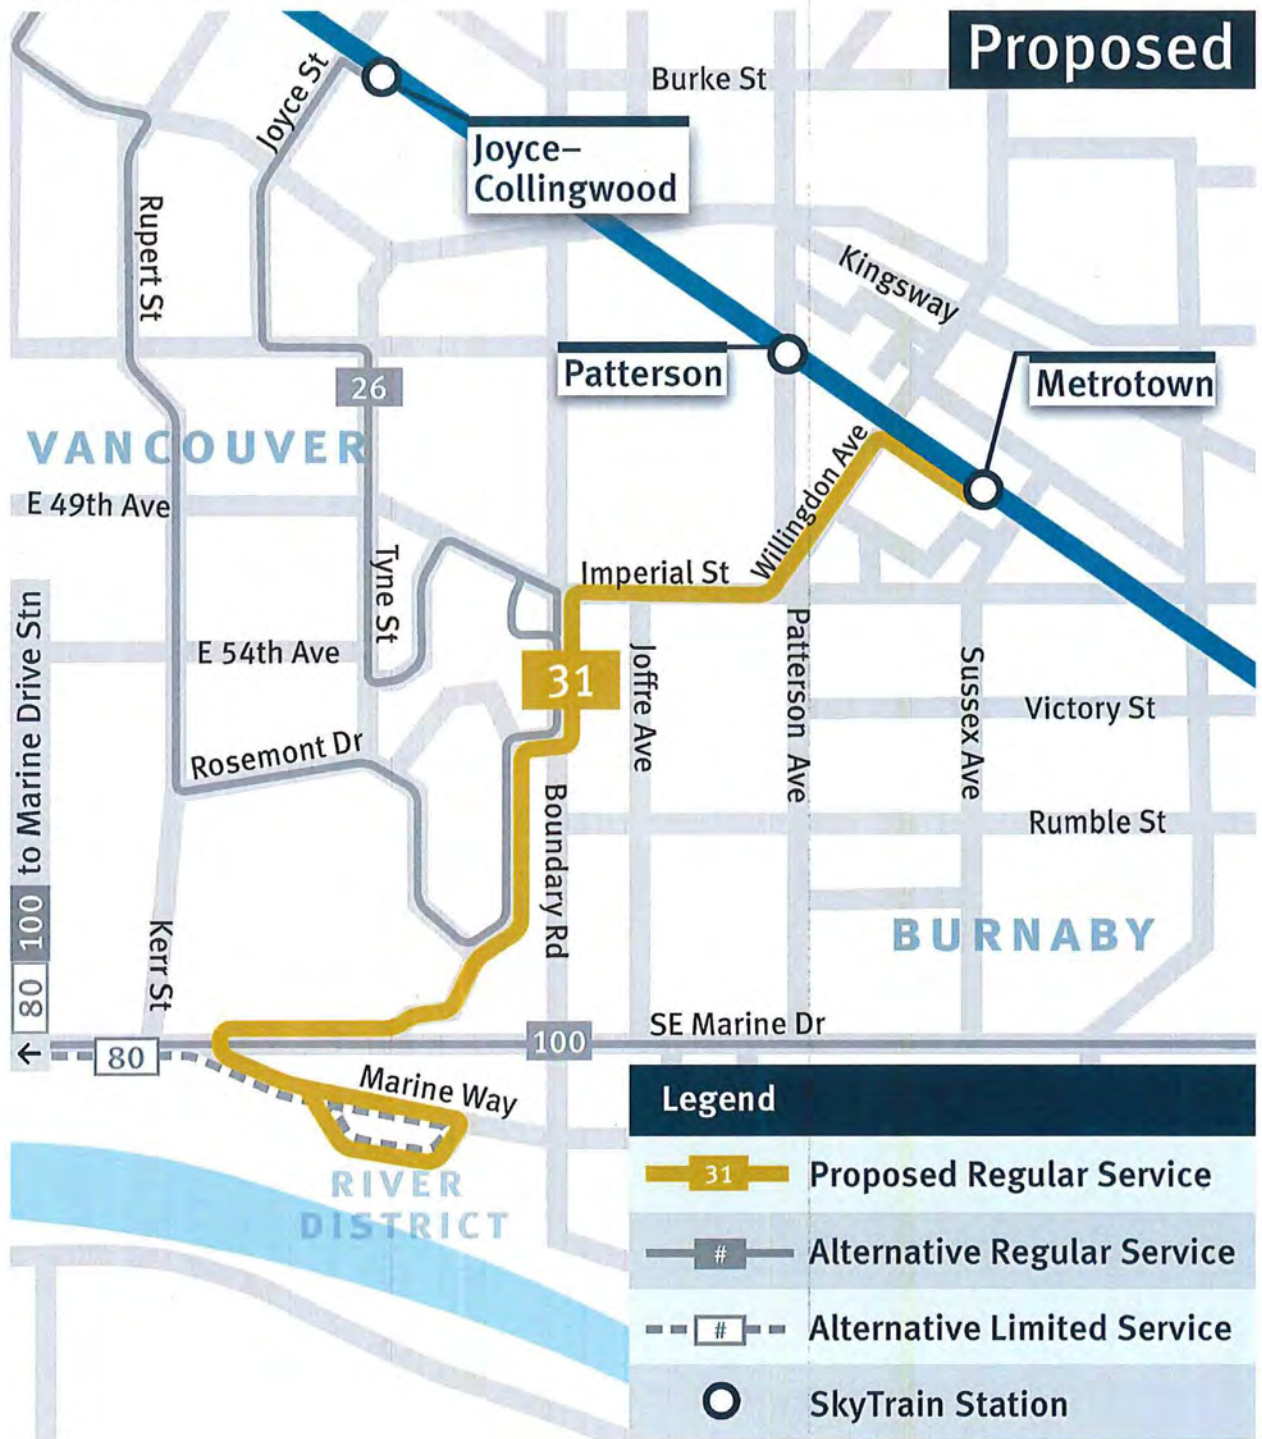 Proposed
Burke St
Joyce St
Joyce–
Collingwood
Rupert St
Kingsway
Patterson
Metrotown
26
VANCOUVER
E 49th Ave
Willingdon Ave
Imperial St
Tyne St
to Marine Drive Stn
100
80
E 54th Ave
31
Joffre Ave
Patterson Ave
Sussex Ave
Victory St
Rosemont Dr
Boundary Rd
Rumble St
BURNABY
Kerr St
SE Marine Dr
100
←
80
Marine Way
RIVER
DISTRICT
Legend
31 Proposed Regular Service
# Alternative Regular Service
# Alternative Limited Service
SkyTrain Station